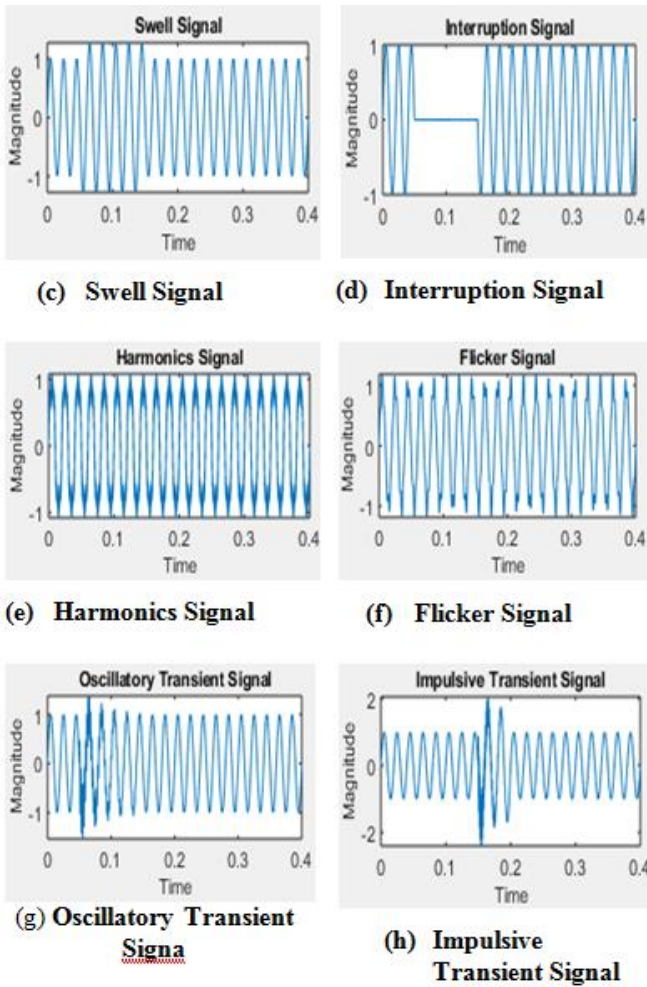 Swell Signal
1
0
-1
Magnitude
0 0.1 0.2 0.3 0.4
Time
Interruption Signal
1
0
-1
Magnitude
0 0.1 0.2 0.3 0.4
Time
(c) Swell Signal
(d) Interruption Signal
Harmonics Signal
1
0
-1
Magnitude
0 0.1 0.2 0.3 0.4
Time
Flicker Signal
1
0
-1
Magnitude
0 0.1 0.2 0.3 0.4
Time
(e) Harmonics Signal
(f) Flicker Signal
Oscillatory Transient Signal
1
0
-1
Magnitude
0 0.1 0.2 0.3 0.4
Time
Impulsive Transient Signal
2
0
-2
Magnitude
0 0.1 0.2 0.3 0.4
Time
(g) Oscillatory Transient
Signa
(h) Impulsive
Transient Signal